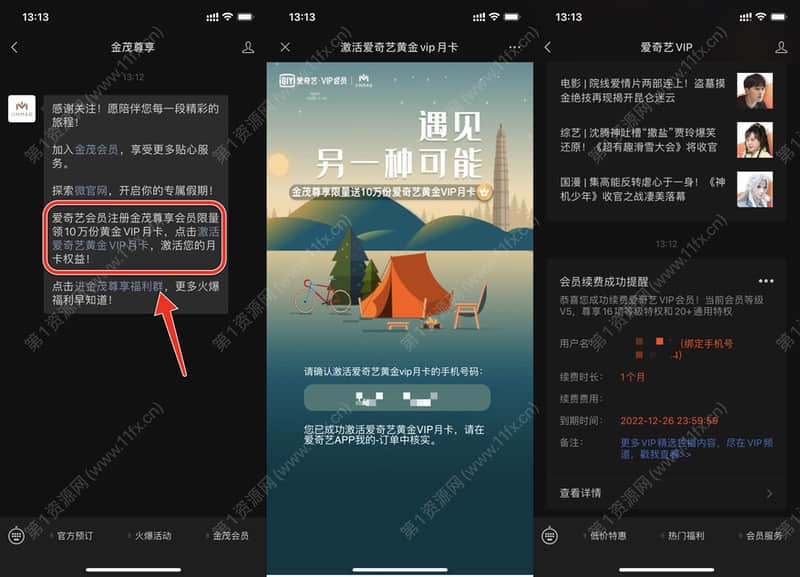 13:13
金茂尊享
13:12
JINMAO
感谢关注！愿陪伴您每一段精彩的
旅程！
加入金茂会员，享受更多贴心服
务。
探索微官网，开启你的专属假期！
爱奇艺会员注册金茂尊享会员限量
领10万份黄金VIP月卡，点击激活
爱奇艺黄金VIP月卡，激活您的月
卡权益！
点击进金茂尊享福利群，更多火爆
福利早知道！
官方预订
火爆活动
金茂会员
13:13
激活爱奇艺黄金vip月卡
iQIYI 爱奇艺·VIP会员
JINMAO
遇见
另一种可能
金茂尊享限量送10万份爱奇艺黄金VIP月卡
请确认激活爱奇艺黄金vip月卡的手机号码：
您已成功激活爱奇艺黄金VIP月卡，请在
爱奇艺APP我的-订单中核实。
13:13
爱奇艺VIP
电影 | 院线爱情片两部连上！盗墓摸
金绝技再现揭开昆仑迷云
综艺 | 沈腾神吐槽“撒盐”贾玲爆笑
还原！《超有趣滑雪大会》将收官
国漫 | 集高能反转虐心于一身！《神
机少年》收官之战凄美落幕
13:12
会员续费成功提醒
恭喜您成功续费爱奇艺VIP会员！当前会员等级
V5，尊享16项等级特权和20+通用特权
用户名
(绑定手机号
1)
续费时长：
1个月
续费费用：
到期时间：
2022-12-26 23:59:59
备注：
更多VIP精选独播内容，尽在VIP频
道，戳我查看>>
查看详情
低价特惠
热门福利
会员服务
第1资源网 (www.11fx.cn)